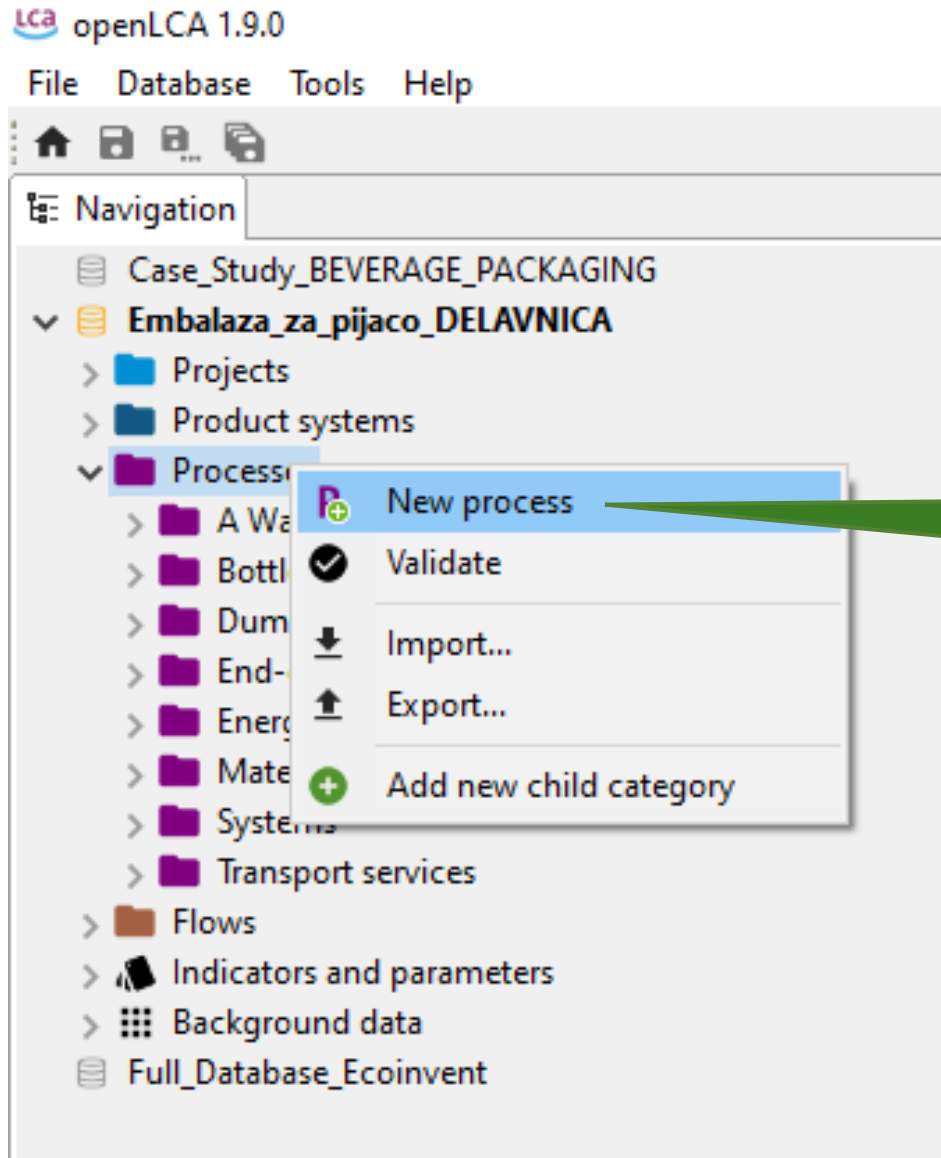 LCA openLCA 1.9.0
File Database Tools Help
Navigation
Case_Study_BEVERAGE_PACKAGING
Embalaza_za_pijaco_DELAVNICA
Projects
Product systems
New process
Validate
Import...
Export...
Add new child category
Transport services
Flows
Indicators and parameters
Background data
Full_Database_Ecoinvent